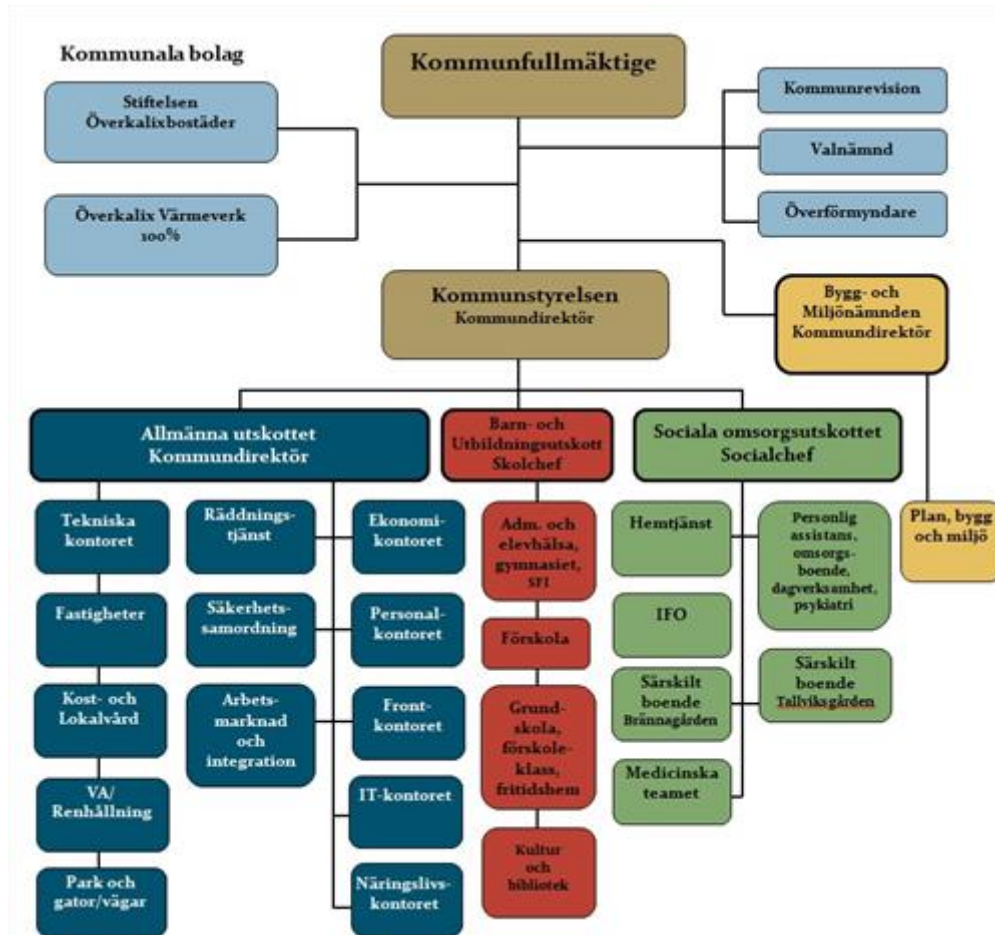 Kommunala bolag
Kommunfullmäktige
Stiftelsen
Överkalixbostäder
Överkalix Värmeverk
100%
Kommunrevision
Valnämnd
Överförmyndare
Kommunstyrelsen
Kommundirektör
Bygg- och
Miljönämnden
Kommundirektör
Allmänna utskottet
Kommundirektör
Barn- och
Utbildningsutskott
Skolchef
Sociala omsorgsutskottet
Socialchef
Tekniska
kontoret
Fastigheter
Kost- och
Lokalvård
VA/
Renhållning
Park och
gator/vägar
Räddnings-
tjänst
Säkerhets-
samordning
Arbets-
marknad
och
integration
Ekonomi-
kontoret
Personal-
kontoret
Front-
kontoret
IT-kontoret
Näringslivs-
kontoret
Adm. och
elevhälsa,
gymnasiet,
SFI
Förskola
Grund-
skola,
förskole-
klass,
fritidshem
Kultur
och
bibliotek
Hemtjänst
IFO
Särskilt
boende
Brännagården
Medicinska
teamet
Personlig
assistans,
omsorgs-
boende,
dagverksamhet,
psykiatri
Särskilt
boende
Tallviksgården
Plan, bygg
och miljö